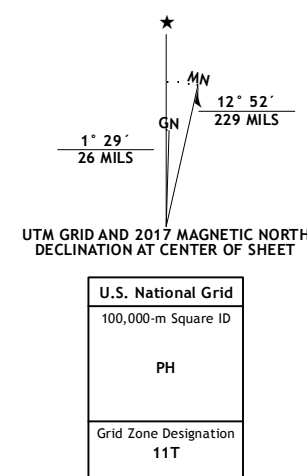 ★
MN
GN
12° 52´
229 MILS
1° 29´
26 MILS
UTM GRID AND 2017 MAGNETIC NORTH
DECLINATION AT CENTER OF SHEET
U.S. National Grid
100,000-m Square ID
PH
Grid Zone Designation
11T